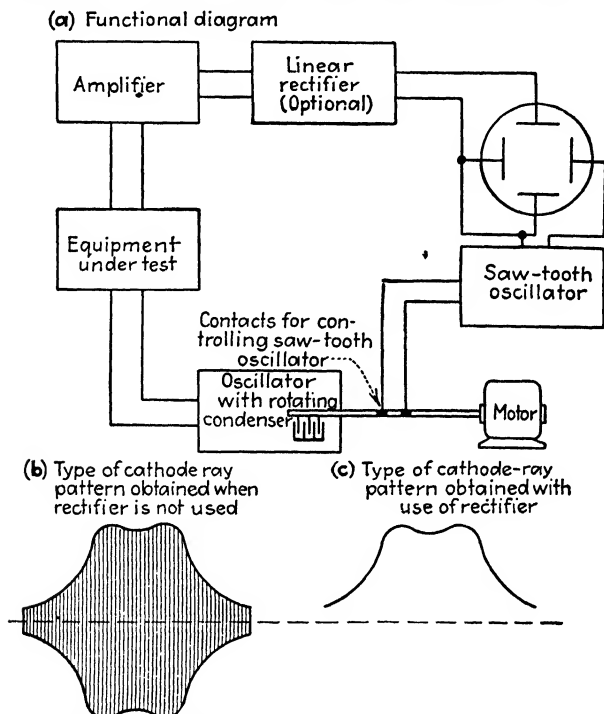 (a) Functional diagram
Amplifier
Linear
rectifier
(Optional)
Equipment
under test
Saw-tooth
oscillator
Contacts for con-
trolling saw-tooth
oscillator
Oscillator
with rotating
condenser
Motor
(b) Type of cathode ray
pattern obtained when
rectifier is not used
(c) Type of cathode-ray
pattern obtained with
use of rectifier